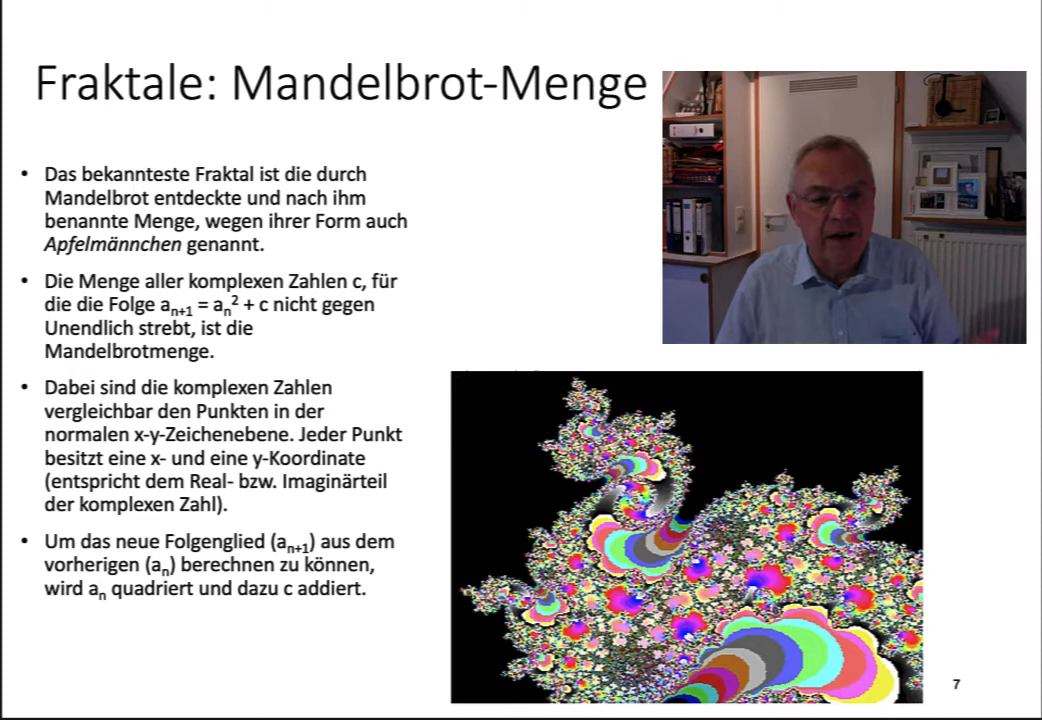 Fraktale: Mandelbrot-Menge
• Das bekannteste Fraktal ist die durch
Mandelbrot entdeckte und nach ihm
benannte Menge, wegen ihrer Form auch
Apfelmännchen genannt.
• Die Menge aller komplexen Zahlen c, für
die die Folge aₙ₊₁ = aₙ² + c nicht gegen
Unendlich strebt, ist die
Mandelbrotmenge.
• Dabei sind die komplexen Zahlen
vergleichbar den Punkten in der
normalen x-y-Zeichenebene. Jeder Punkt
besitzt eine x- und eine y-Koordinate
(entspricht dem Real- bzw. Imaginärteil
der komplexen Zahl).
• Um das neue Folgenglied (aₙ₊₁) aus dem
vorherigen (aₙ) berechnen zu können,
wird aₙ quadriert und dazu c addiert.
7